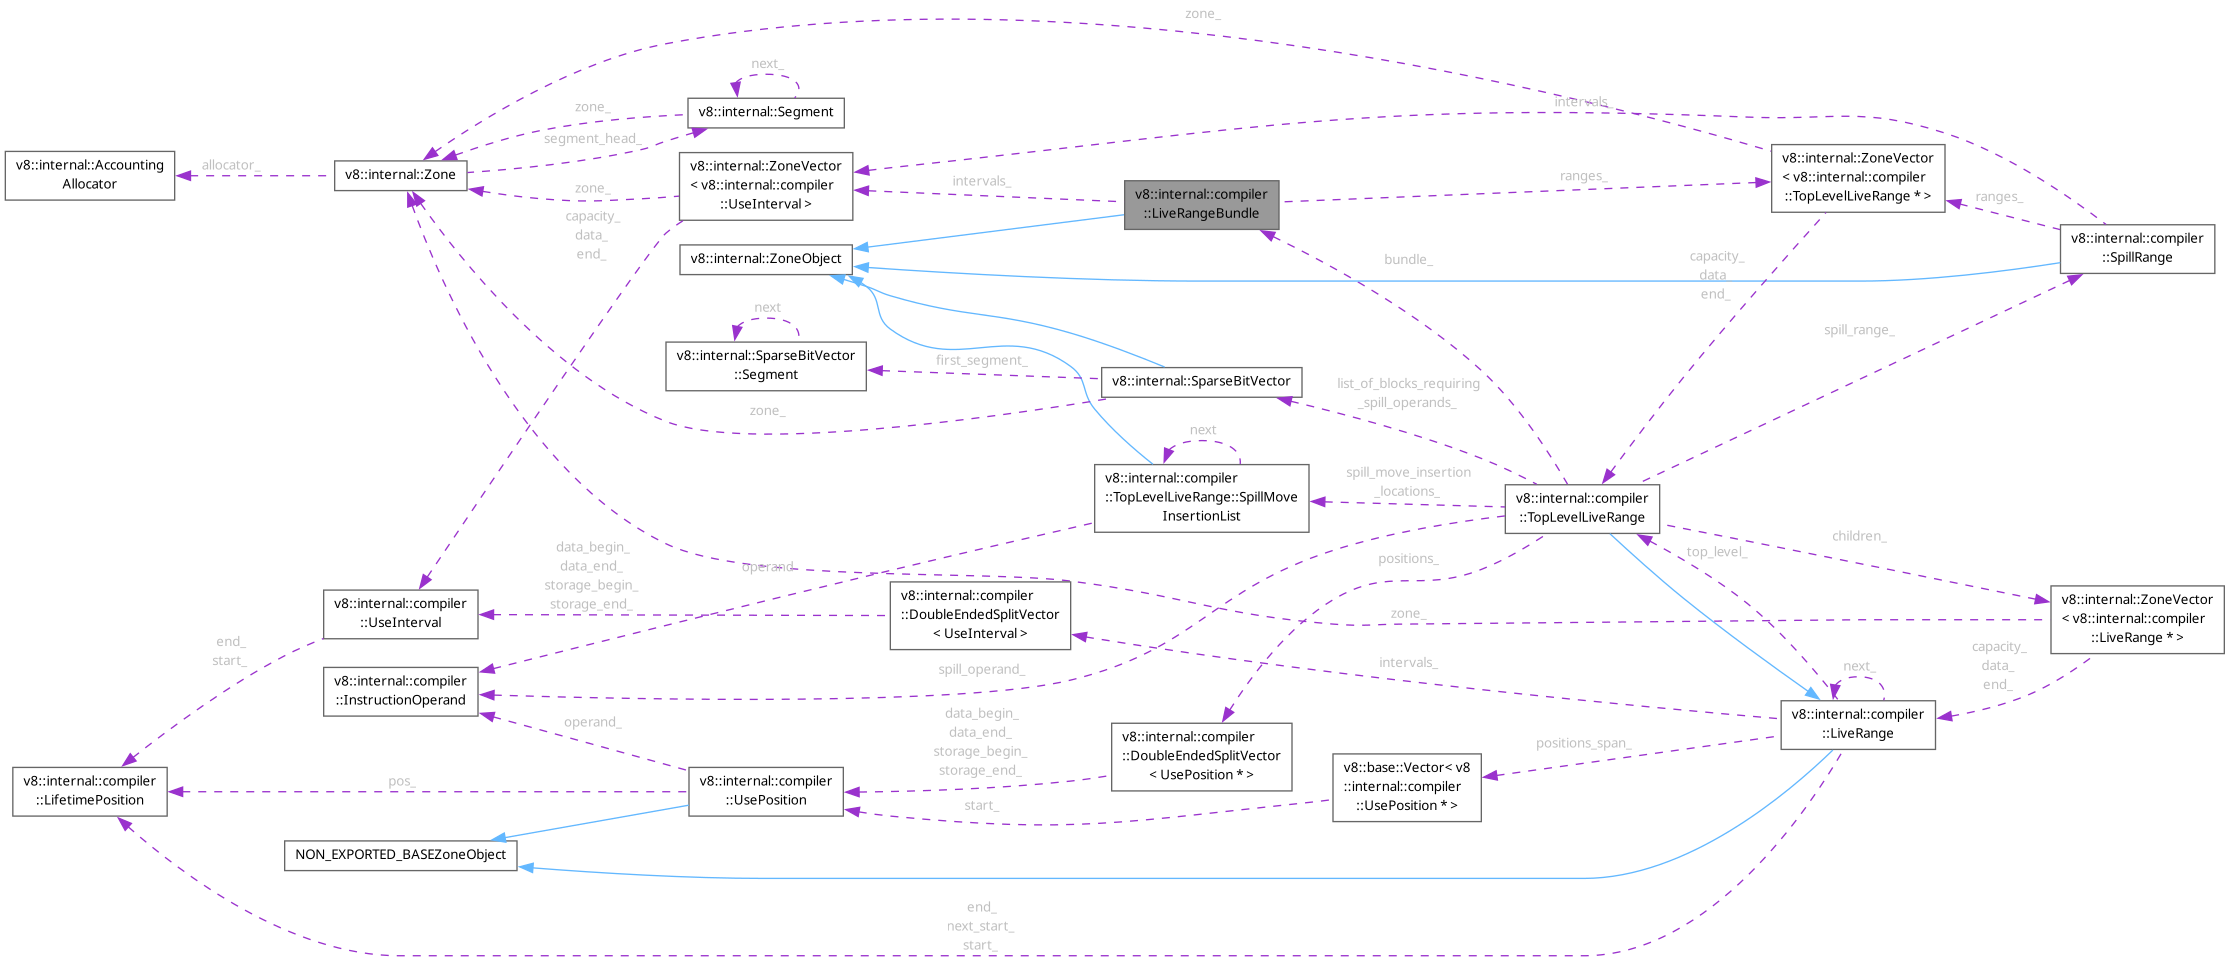 zone_
next_
v8::internal::Segment
zone_
segment_head_
intervals_
v8::internal::Accounting
Allocator
allocator_
v8::internal::Zone
zone_
capacity_
data_
end_
v8::internal::ZoneVector
< v8::internal::compiler
::UseInterval >
intervals_
v8::internal::compiler
::LiveRangeBundle
ranges_
v8::internal::ZoneVector
< v8::internal::compiler
::TopLevelLiveRange * >
ranges_
v8::internal::compiler
::SpillRange
v8::internal::ZoneObject
bundle_
capacity_
data_
end_
next
v8::internal::SparseBitVector
::Segment
first_segment_
v8::internal::SparseBitVector
list_of_blocks_requiring
_spill_operands_
spill_range_
zone_
next
v8::internal::compiler
::TopLevelLiveRange::SpillMove
InsertionList
spill_move_insertion
_locations_
v8::internal::compiler
::TopLevelLiveRange
children_
top_level_
positions_
operand
data_begin_
data_end_
storage_begin_
storage_end_
v8::internal::compiler
::UseInterval
v8::internal::compiler
::DoubleEndedSplitVector
< UseInterval >
zone_
v8::internal::ZoneVector
< v8::internal::compiler
::LiveRange * >
end_
start_
v8::internal::compiler
::InstructionOperand
spill_operand_
intervals_
next_
capacity_
data_
end_
v8::internal::compiler
::LiveRange
operand_
data_begin_
data_end_
storage_begin_
storage_end_
v8::internal::compiler
::DoubleEndedSplitVector
< UsePosition * >
positions_span_
v8::base::Vector< v8
::internal::compiler
::UsePosition * >
v8::internal::compiler
::LifetimePosition
pos_
v8::internal::compiler
::UsePosition
start_
NON_EXPORTED_BASEZoneObject
end_
next_start_
start_